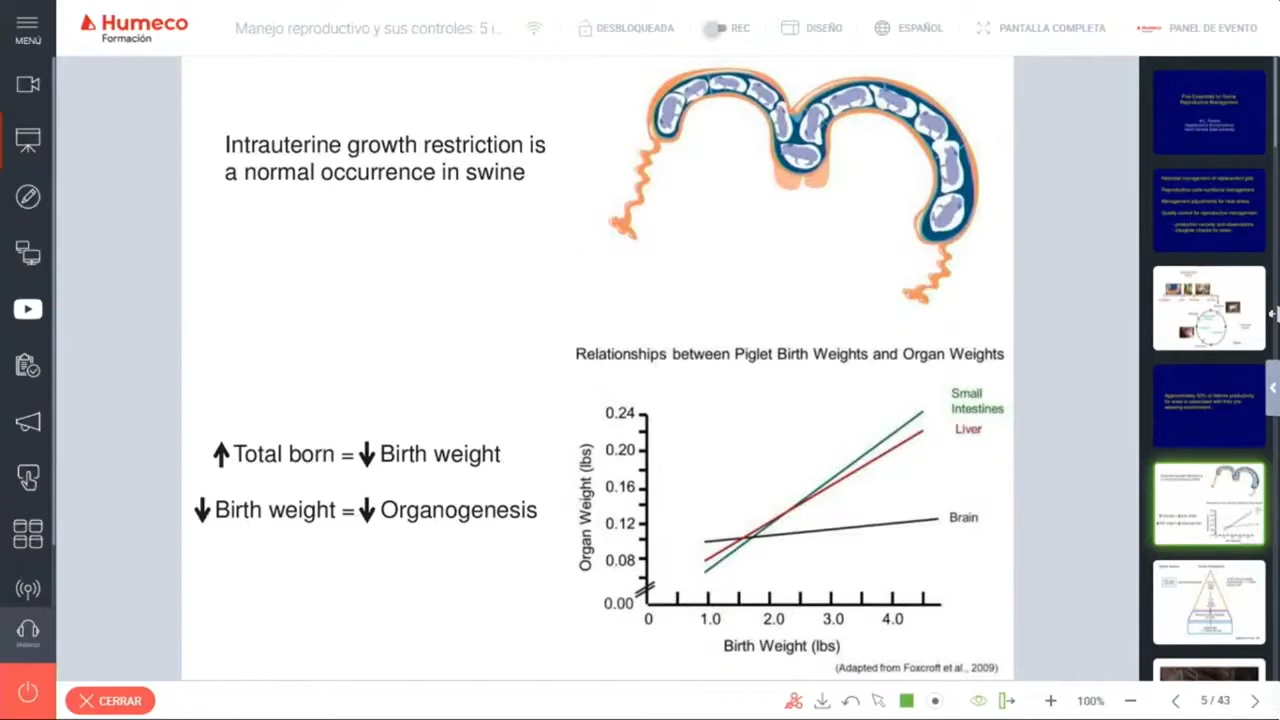 MENÚ
Humeco
Formación
Manejo reproductivo y sus controles: 5 i...
DESBLOQUEADA
REC
DISEÑO
ESPAÑOL
PANTALLA COMPLETA
PANEL DE EVENTO
Intrauterine growth restriction is
a normal occurrence in swine
↑ Total born = ↓ Birth weight
↓ Birth weight = ↓ Organogenesis
Relationships between Piglet Birth Weights and Organ Weights
Organ Weight (lbs)
0.24
0.20
0.16
0.12
0.08
0.00
0 1.0 2.0 3.0 4.0
Birth Weight (lbs)
Small
Intestines
Liver
Brain
(Adapted from Foxcroft et al., 2009)
CERRAR
100%
5 / 43